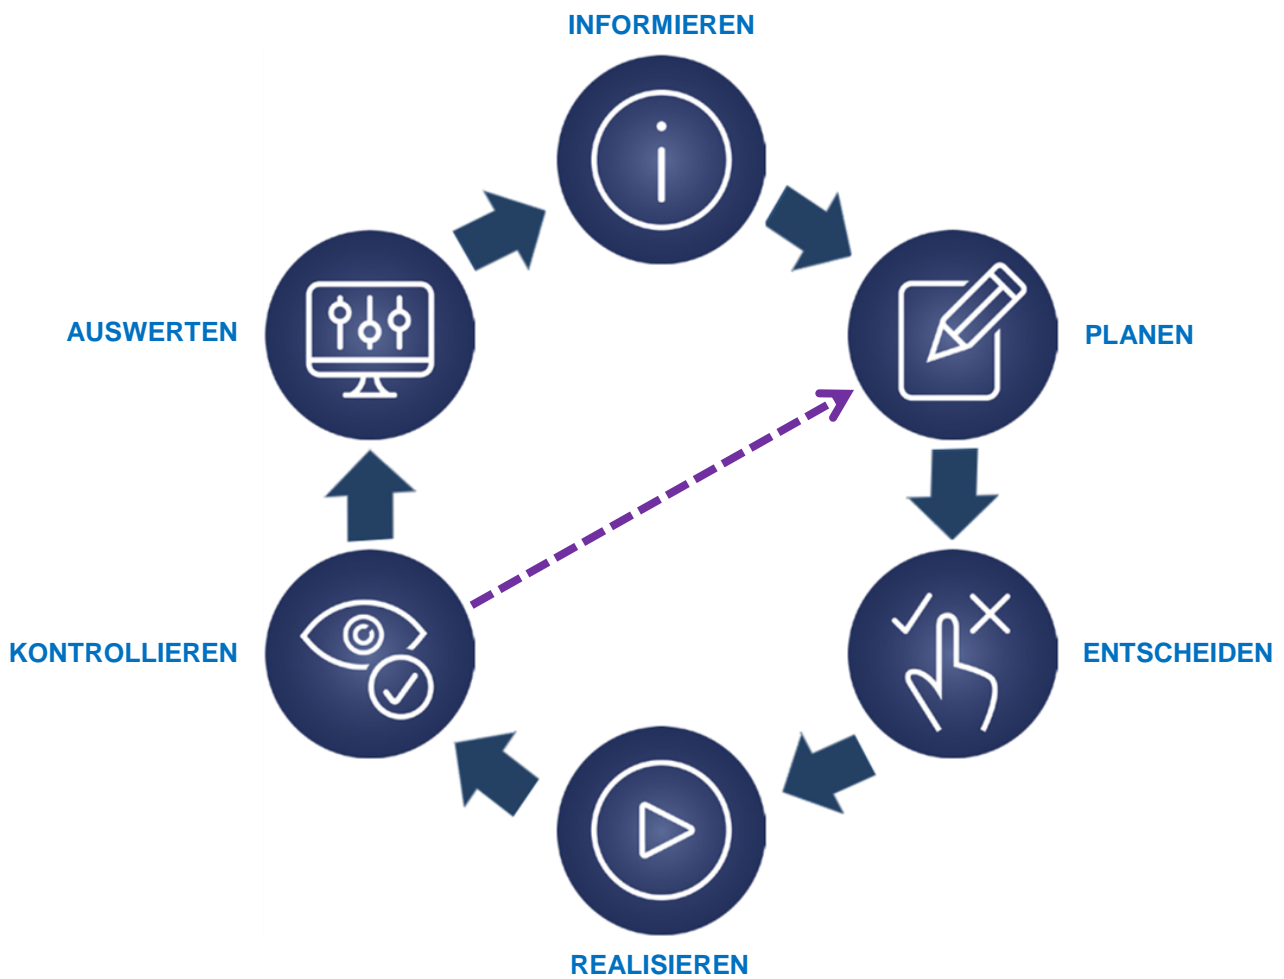 INFORMIEREN
PLANEN
ENTSCHEIDEN
REALISIEREN
KONTROLLIEREN
AUSWERTEN